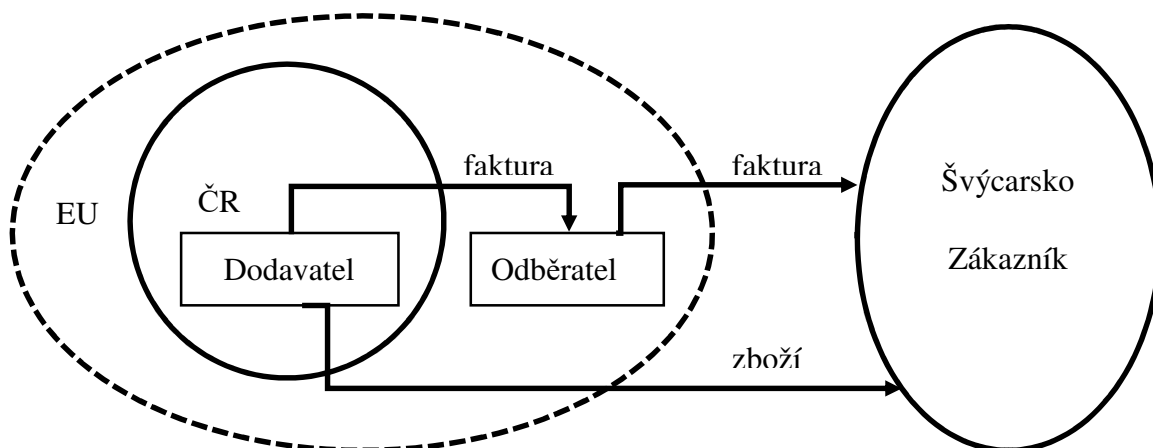 faktura
faktura
EU
ČR
Švýcarsko
Dodavatel
Odběratel
Zákazník
zboží